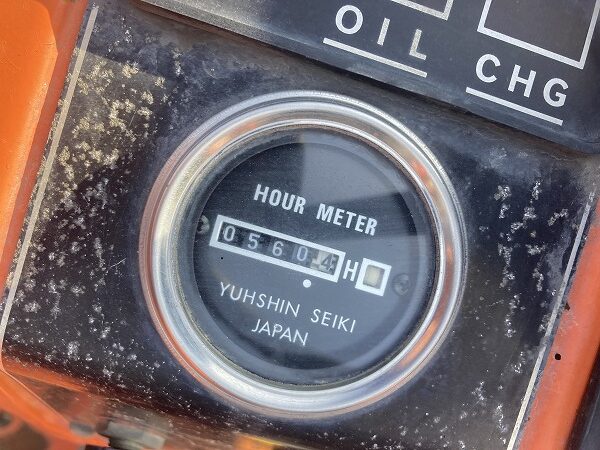 OIL
CHG
HOUR METER
05604 H
YUHSHIN SEIKI
JAPAN